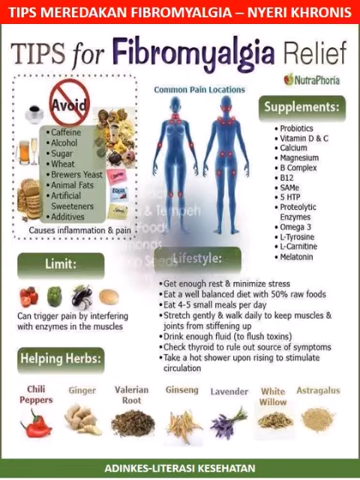 TIPS MEREDAKAN FIBROMYALGIA – NYERI KHRONIS
TIPS for Fibromyalgia Relief
NutraPhoria
Avoid
• Caffeine
• Alcohol
• Sugar
• Wheat
• Brewers Yeast
• Animal Fats
• Artificial
Sweeteners
• Additives
Causes inflammation & pain
Common Pain Locations
Supplements:
• Probiotics
• Vitamin D & C
• Calcium
• Magnesium
• B Complex
• B12
• SAMe
• 5 HTP
• Proteolytic
Enzymes
• Omega 3
• L-Tyrosine
• L-Carnitine
• Melatonin
& Tempeh
Foods
Seeds
Limit:
Can trigger pain by interfering
with enzymes in the muscles
Lifestyle:
• Get enough rest & minimize stress
• Eat a well balanced diet with 50% raw foods
• Eat 4-5 small meals per day
• Stretch gently & walk daily to keep muscles &
joints from stiffening up
• Drink enough fluid (to flush toxins)
• Check thyroid to rule out source of symptoms
• Take a hot shower upon rising to stimulate
circulation
Helping Herbs:
Chili
Peppers
Ginger
Valerian
Root
Ginseng
Lavender
White
Willow
Astragalus
ADINKES-LITERASI KESEHATAN